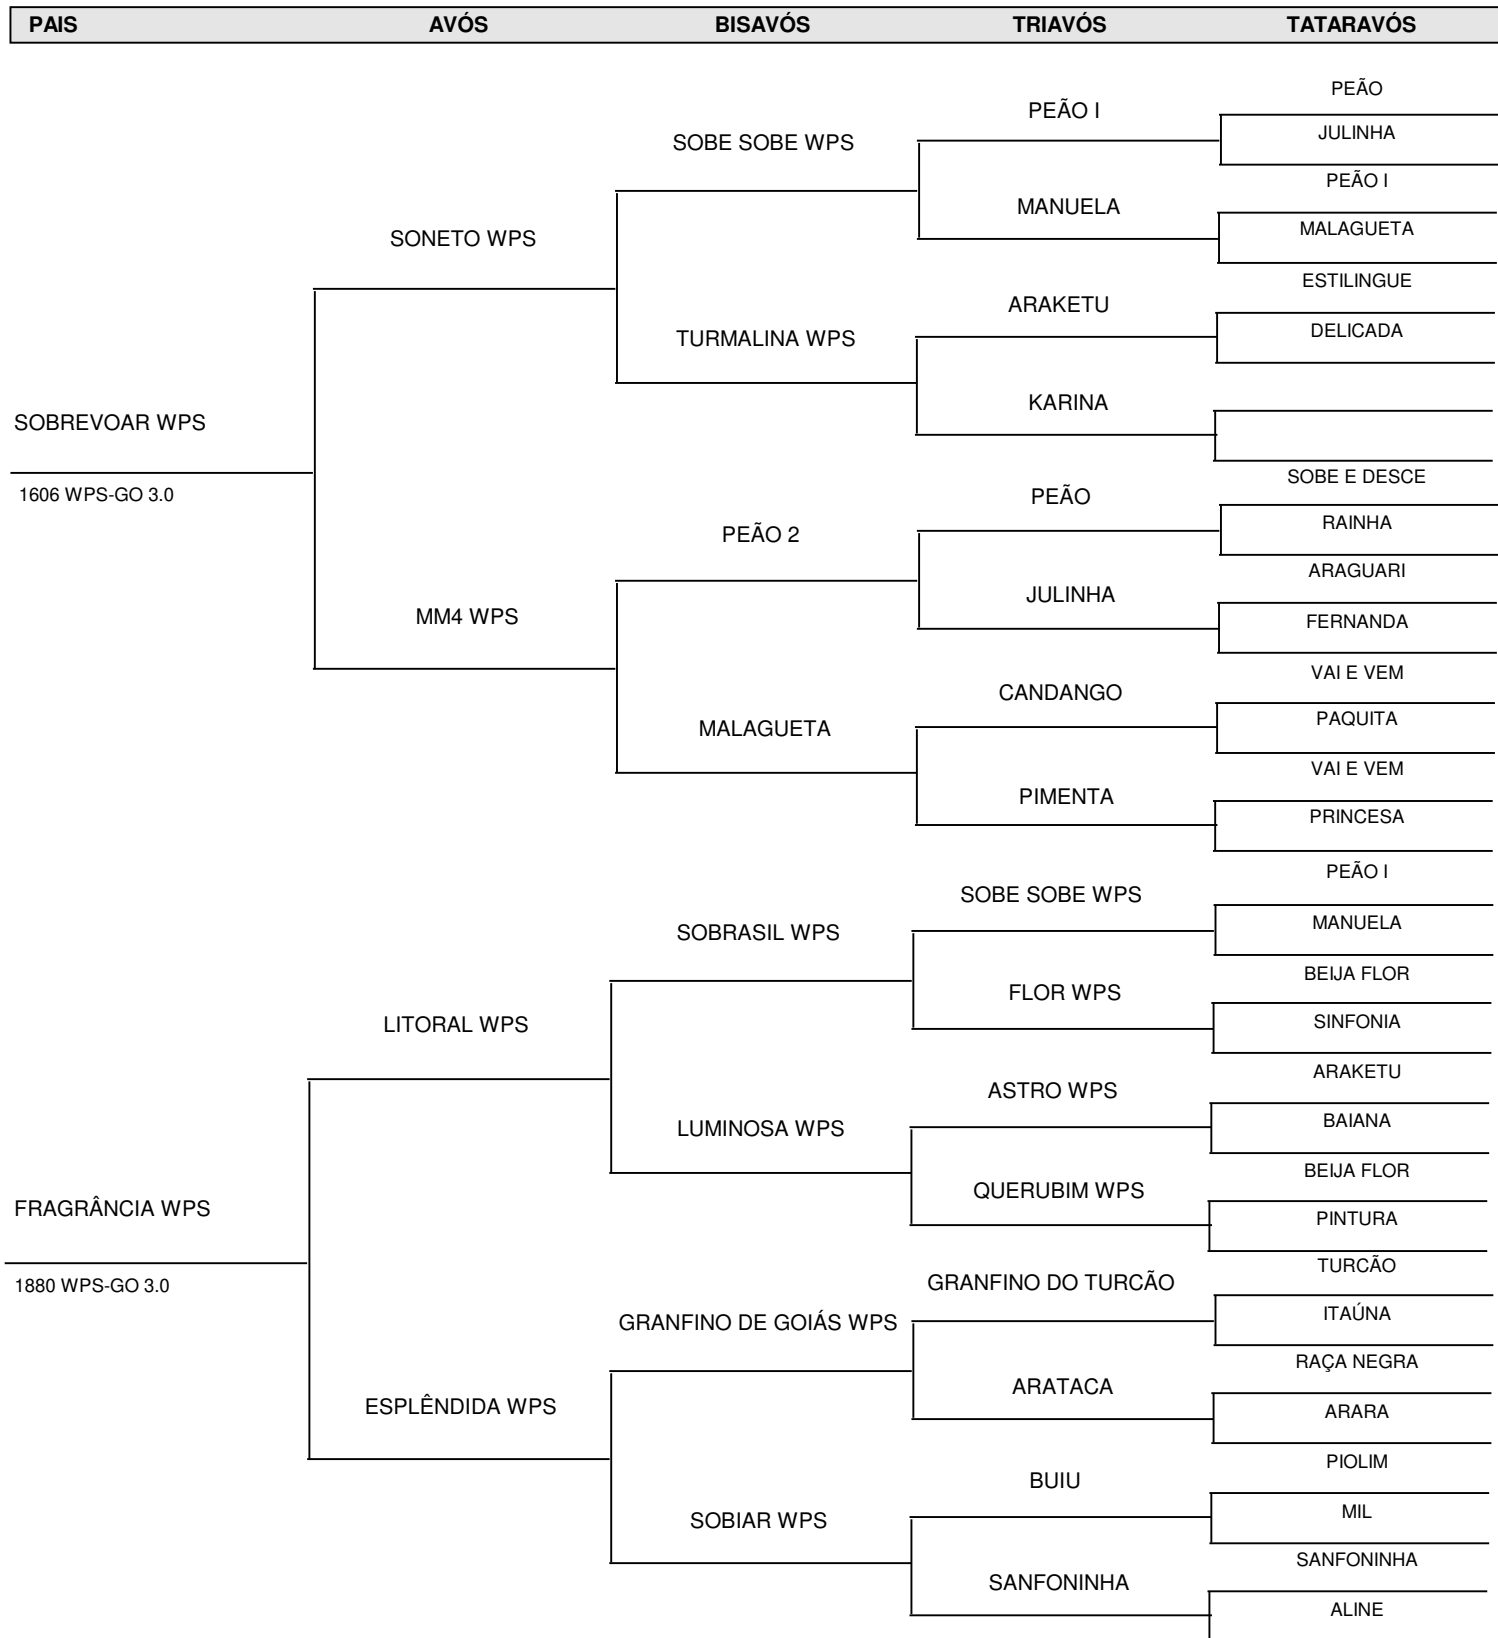 PAIS AVÓS BISAVÓS TRIAVÓS TATARAVÓS
PEÃO
PEÃO I
JULINHA
SOBE SOBE WPS
PEÃO I
MANUELA
MALAGUETA
SONETO WPS
ESTILINGUE
ARAKETU
DELICADA
TURMALINA WPS
KARINA
SOBREVOAR WPS
SOBE E DESCE
1606 WPS-GO 3.0
PEÃO
RAINHA
PEÃO 2
ARAGUARI
JULINHA
MM4 WPS
FERNANDA
VAI E VEM
CANDANGO
PAQUITA
MALAGUETA
VAI E VEM
PIMENTA
PRINCESA
PEÃO I
SOBE SOBE WPS
MANUELA
SOBRASIL WPS
BEIJA FLOR
FLOR WPS
LITORAL WPS
SINFONIA
ARAKETU
ASTRO WPS
BAIANA
LUMINOSA WPS
BEIJA FLOR
QUERUBIM WPS
FRAGRÂNCIA WPS
PINTURA
TURCÃO
1880 WPS-GO 3.0
GRANFINO DO TURCÃO
ITAÚNA
GRANFINO DE GOIÁS WPS
RAÇA NEGRA
ARATACA
ESPLÊNDIDA WPS
ARARA
PIOLIM
BUIU
MIL
SOBIAR WPS
SANFONINHA
SANFONINHA
ALINE